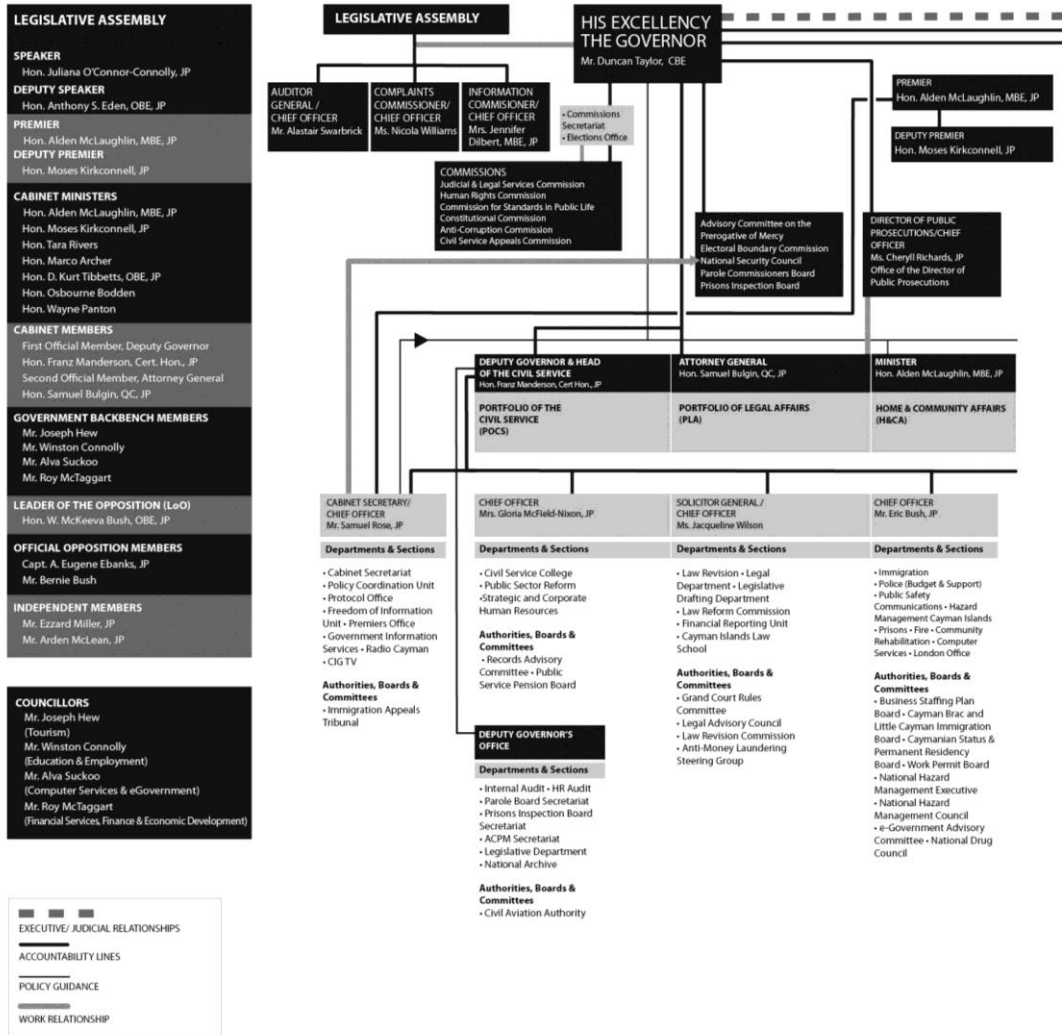 LEGISLATIVE ASSEMBLY
SPEAKER
Hon. Juliana O'Connor-Connolly, JP
DEPUTY SPEAKER
Hon. Anthony S. Eden, OBE, JP
PREMIER
Hon. Alden McLaughlin, MBE, JP
DEPUTY PREMIER
Hon. Moses Kirkconnell, JP
CABINET MINISTERS
Hon. Alden McLaughlin, MBE, JP
Hon. Moses Kirkconnell, JP
Hon. Tara Rivers
Hon. Marco Archer
Hon. D. Kurt Tibbetts, OBE, JP
Hon. Osbourne Bodden
Hon. Wayne Panton
CABINET MEMBERS
First Official Member, Deputy Governor
Hon. Franz Manderson, Cert. Hon., JP
Second Official Member, Attorney General
Hon. Samuel Bulgin, QC, JP
GOVERNMENT BACKBENCH MEMBERS
Mr. Joseph Hew
Mr. Winston Connolly
Mr. Alva Suckoo
Mr. Roy McTaggart
LEADER OF THE OPPOSITION (LoO)
Hon. W. McKeeva Bush, OBE, JP
OFFICIAL OPPOSITION MEMBERS
Capt. A. Eugene Ebanks, JP
Mr. Bernie Bush
INDEPENDENT MEMBERS
Mr. Ezzard Miller, JP
Mr. Arden McLean, JP
COUNCILLORS
Mr. Joseph Hew
(Tourism)
Mr. Winston Connolly
(Education & Employment)
Mr. Alva Suckoo
(Computer Services & eGovernment)
Mr. Roy McTaggart
(Financial Services, Finance & Economic Development)
EXECUTIVE/ JUDICIAL RELATIONSHIPS
ACCOUNTABILITY LINES
POLICY GUIDANCE
WORK RELATIONSHIP
LEGISLATIVE ASSEMBLY
HIS EXCELLENCY
THE GOVERNOR
Mr. Duncan Taylor, CBE
AUDITOR
GENERAL /
CHIEF OFFICER
Mr. Alastair Swarbrick
COMPLAINTS
COMMISSIONER/
CHIEF OFFICER
Ms. Nicola Williams
INFORMATION
COMMISIONER/
CHIEF OFFICER
Mrs. Jennifer
Dilbert, MBE, JP
• Commissions
Secretariat
• Elections Office
PREMIER
Hon. Alden McLaughlin, MBE, JP
DEPUTY PREMIER
Hon. Moses Kirkconnell, JP
COMMISSIONS
Judicial & Legal Services Commission
Human Rights Commission
Commission for Standards in Public Life
Constitutional Commission
Anti-Corruption Commission
Civil Service Appeals Commission
Advisory Committee on the
Prerogative of Mercy
Electoral Boundary Commission
National Security Council
Parole Commissioners Board
Prisons Inspection Board
DIRECTOR OF PUBLIC
PROSECUTIONS/CHIEF
OFFICER
Ms. Cheryll Richards, JP
Office of the Director of
Public Prosecutions
DEPUTY GOVERNOR & HEAD
OF THE CIVIL SERVICE
Hon. Franz Manderson, Cert Hon., JP
PORTFOLIO OF THE
CIVIL SERVICE
(POCS)
ATTORNEY GENERAL
Hon. Samuel Bulgin, QC, JP
PORTFOLIO OF LEGAL AFFAIRS
(PLA)
MINISTER
Hon. Alden McLaughlin, MBE, JP
HOME & COMMUNITY AFFAIRS
(H&CA)
CABINET SECRETARY/
CHIEF OFFICER
Mr. Samuel Rose, JP
Departments & Sections
• Cabinet Secretariat
• Policy Coordination Unit
• Protocol Office
• Freedom of Information
Unit • Premiers Office
• Government Information
Services • Radio Cayman
• CIGTV
Authorities, Boards &
Committees
• Immigration Appeals
Tribunal
CHIEF OFFICER
Mrs. Gloria McField-Nixon, JP
Departments & Sections
• Civil Service College
• Public Sector Reform
•Strategic and Corporate
Human Resources
Authorities, Boards &
Committees
• Records Advisory
Committee • Public
Service Pension Board
DEPUTY GOVERNOR'S
OFFICE
Departments & Sections
• Internal Audit • HR Audit
• Parole Board Secretariat
• Prisons Inspection Board
Secretariat
• ACPM Secretariat
• Legislative Department
• National Archive
Authorities, Boards &
Committees
• Civil Aviation Authority
SOLICITOR GENERAL /
CHIEF OFFICER
Ms. Jacqueline Wilson
Departments & Sections
• Law Revision • Legal
Department • Legislative
Drafting Department
• Law Reform Commission
• Financial Reporting Unit
• Cayman Islands Law
School
Authorities, Boards &
Committees
• Grand Court Rules
Committee
• Legal Advisory Council
• Law Revision Commission
• Anti-Money Laundering
Steering Group
CHIEF OFFICER
Mr. Eric Bush, JP
Departments & Sections
• Immigration
• Police (Budget & Support)
• Public Safety
Communications • Hazard
Management Cayman Islands
• Prisons • Fire • Community
Rehabilitation • Computer
Services • London Office
Authorities, Boards &
Committees
• Business Staffing Plan
Board • Cayman Brac and
Little Cayman Immigration
Board • Caymanian Status &
Permanent Residency
Board • Work Permit Board
• National Hazard
Management Executive
• National Hazard
Management Council
• e-Government Advisory
Committee • National Drug
Council